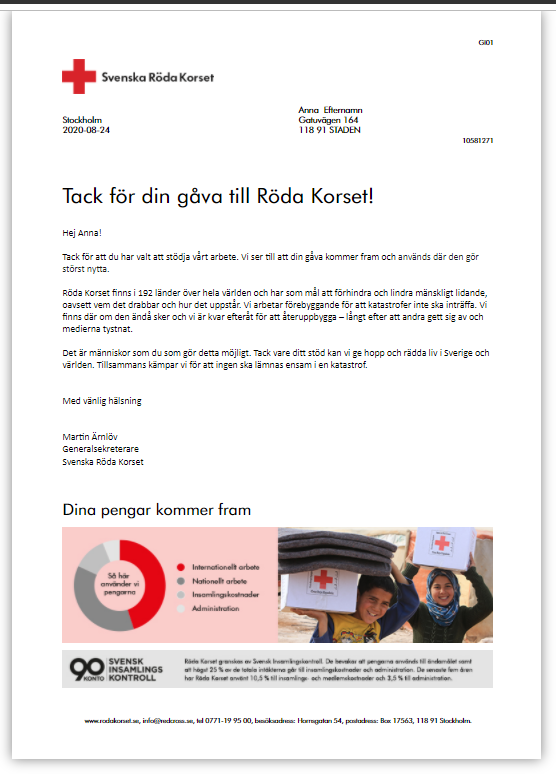 GI01
Svenska Röda Korset
Stockholm
2020-08-24
Anna Efternamn
Gatuvägen 164
118 91 STADEN
10581271
Tack för din gåva till Röda Korset!
Hej Anna!
Tack för att du har valt att stödja vårt arbete. Vi ser till att din gåva kommer fram och används där den gör
störst nytta.
Röda Korset finns i 192 länder över hela världen och har som mål att förhindra och lindra mänskligt lidande,
oavsett vem det drabbar och hur det uppstår. Vi arbetar förebyggande för att katastrofer inte ska inträffa. Vi
finns där om den ändå sker och vi är kvar efteråt för att återuppbygga – långt efter att andra gett sig av och
medierna tystnat.
Det är människor som du som gör detta möjligt. Tack vare ditt stöd kan vi ge hopp och rädda liv i Sverige och
världen. Tillsammans kämpar vi för att ingen ska lämnas ensam i en katastrof.
Med vänlig hälsning
Martin Ärnlöv
Generalsekreterare
Svenska Röda Korset
Dina pengar kommer fram
Så här
använder vi
pengarna
Internationellt arbete
Nationellt arbete
Insamlingskostnader
Administration
90 KONTO
SVENSK
INSAMLINGS
KONTROLL
Röda Korset granskas av Svensk Insamlingskontroll. De bevakar att pengarna används till ändamålet samt
att högst 25 % av de totala intäkterna går till insamlingskostnader och administration. De senaste fem åren
har Röda Korset använt 10,5 % till insamlings- och medlemskostnader och 3,5 % till administration.
www.rodakorset.se, info@redcross.se, tel 0771-19 95 00, besöksadress: Hornsgatan 54, postadress: Box 17563, 118 91 Stockholm.